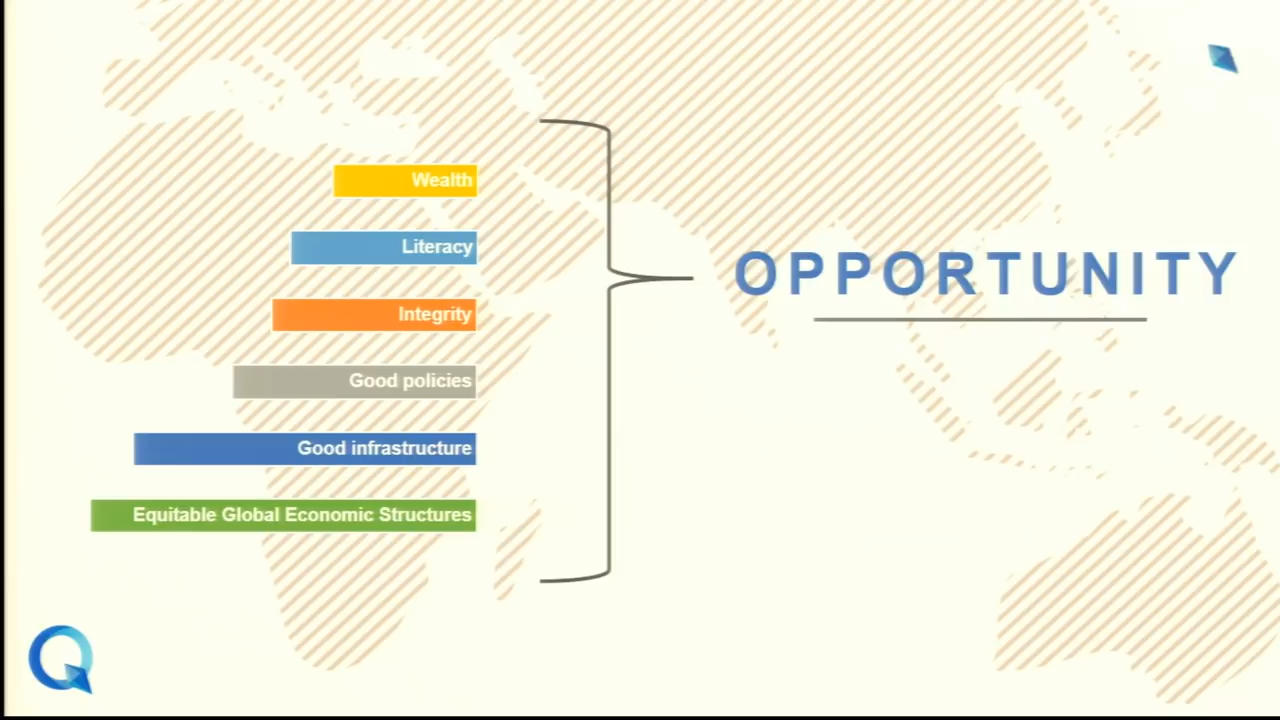 Wealth
Literacy
Integrity
Good policies
Good infrastructure
Equitable Global Economic Structures
OPPORTUNITY